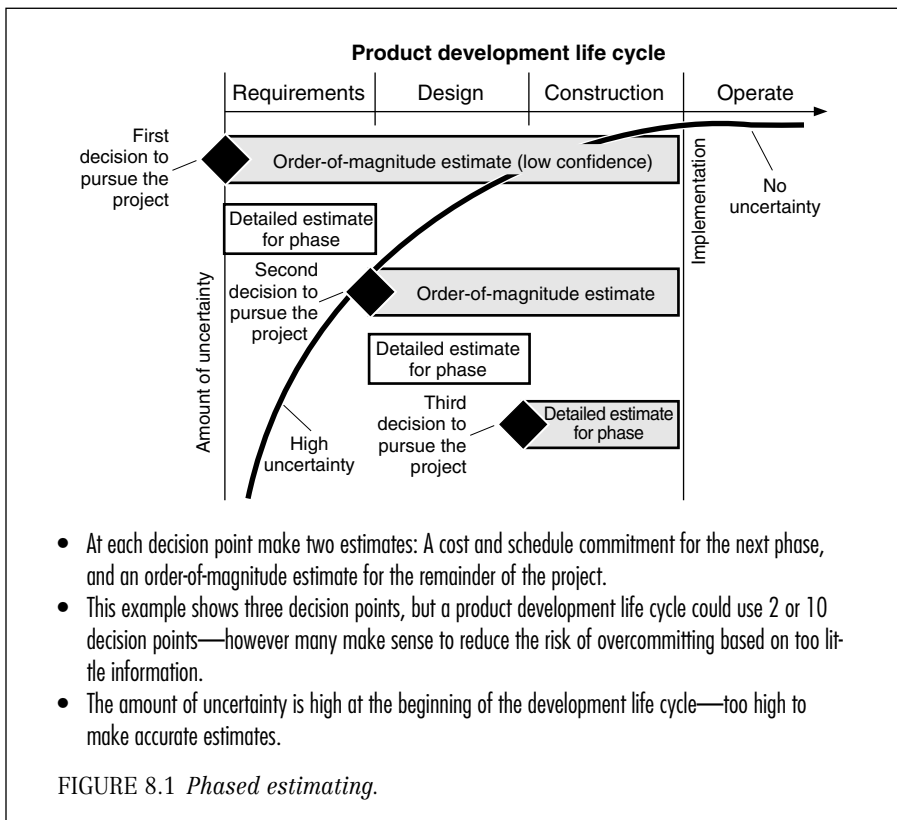 Product development life cycle
Requirements
Design
Construction
Operate
First
decision to
pursue the
project
Order-of-magnitude estimate (low confidence)
Implementation
No
uncertainty
Detailed estimate
for phase
Amount of uncertainty
Second
decision to
pursue the
project
Order-of-magnitude estimate
Detailed estimate
for phase
Third
decision to
pursue the
project
Detailed estimate
for phase
High
uncertainty
• At each decision point make two estimates: A cost and schedule commitment for the next phase,
and an order-of-magnitude estimate for the remainder of the project.
• This example shows three decision points, but a product development life cycle could use 2 or 10
decision points—however many make sense to reduce the risk of overcommitting based on too lit-
tle information.
• The amount of uncertainty is high at the beginning of the development life cycle—too high to
make accurate estimates.
FIGURE 8.1 Phased estimating.